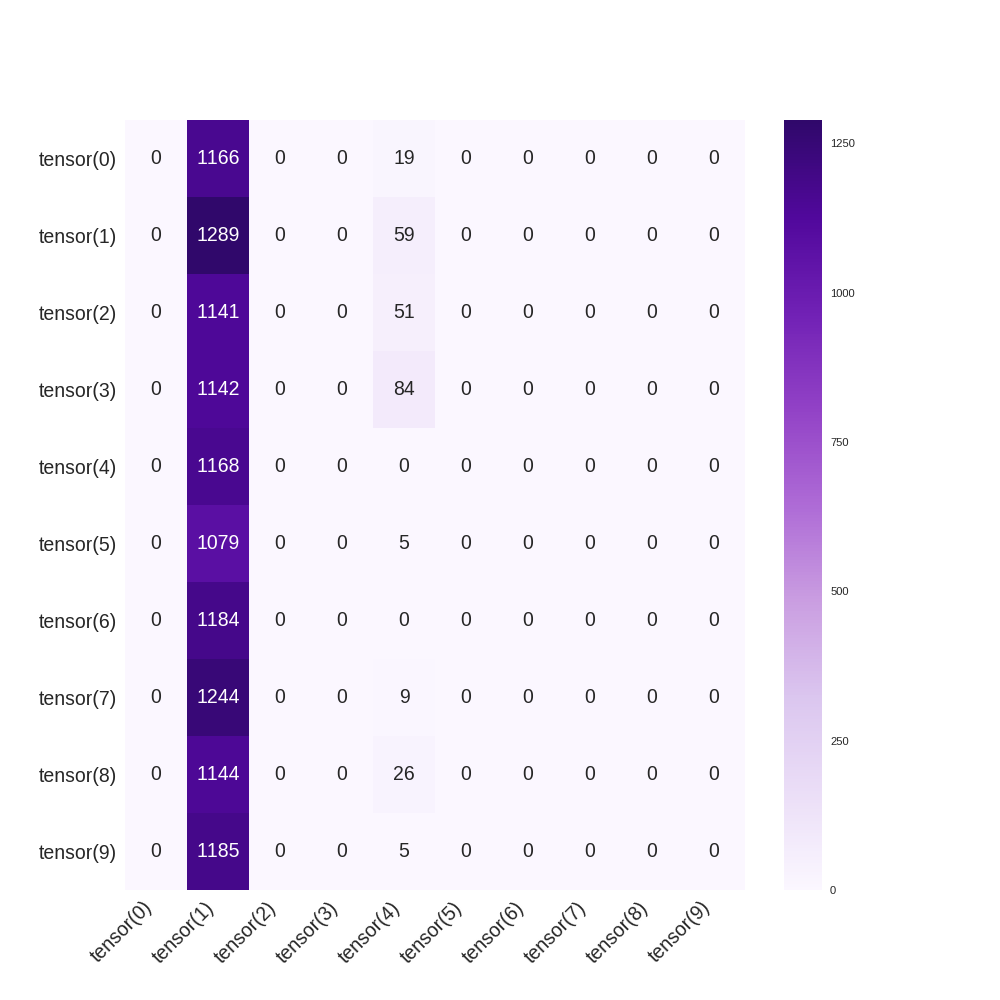 tensor(0) 0 1166 0 0 19 0 0 0 0 0
tensor(1) 0 1289 0 0 59 0 0 0 0 0
tensor(2) 0 1141 0 0 51 0 0 0 0 0
tensor(3) 0 1142 0 0 84 0 0 0 0 0
tensor(4) 0 1168 0 0 0 0 0 0 0 0
tensor(5) 0 1079 0 0 5 0 0 0 0 0
tensor(6) 0 1184 0 0 0 0 0 0 0 0
tensor(7) 0 1244 0 0 9 0 0 0 0 0
tensor(8) 0 1144 0 0 26 0 0 0 0 0
tensor(9) 0 1185 0 0 5 0 0 0 0 0
tensor(0) tensor(1) tensor(2) tensor(3) tensor(4) tensor(5) tensor(6) tensor(7) tensor(8) tensor(9)
1250
1000
750
500
250
0